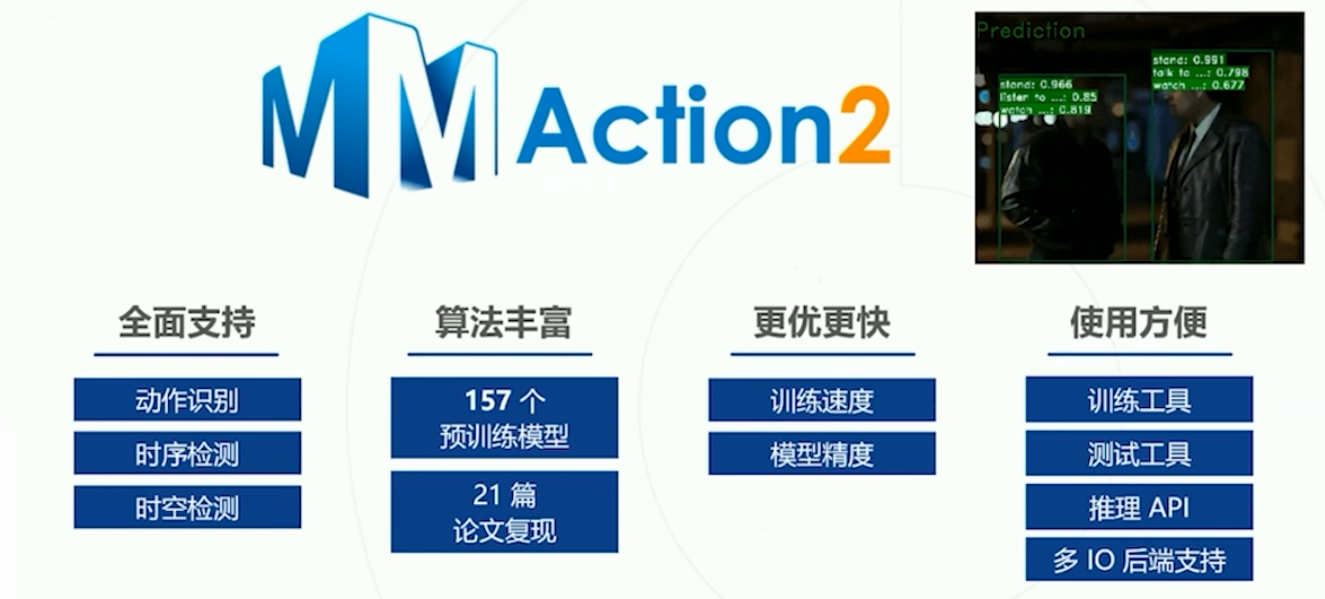 MMAction2
Prediction
stand: 0.991
talk to ...: 0.798
watch ...: 0.677
stand: 0.966
listen to ...: 0.85
watch ...: 0.819
全面支持
动作识别
时序检测
时空检测
算法丰富
157 个
预训练模型
21 篇
论文复现
更优更快
训练速度
模型精度
使用方便
训练工具
测试工具
推理 API
多 IO 后端支持